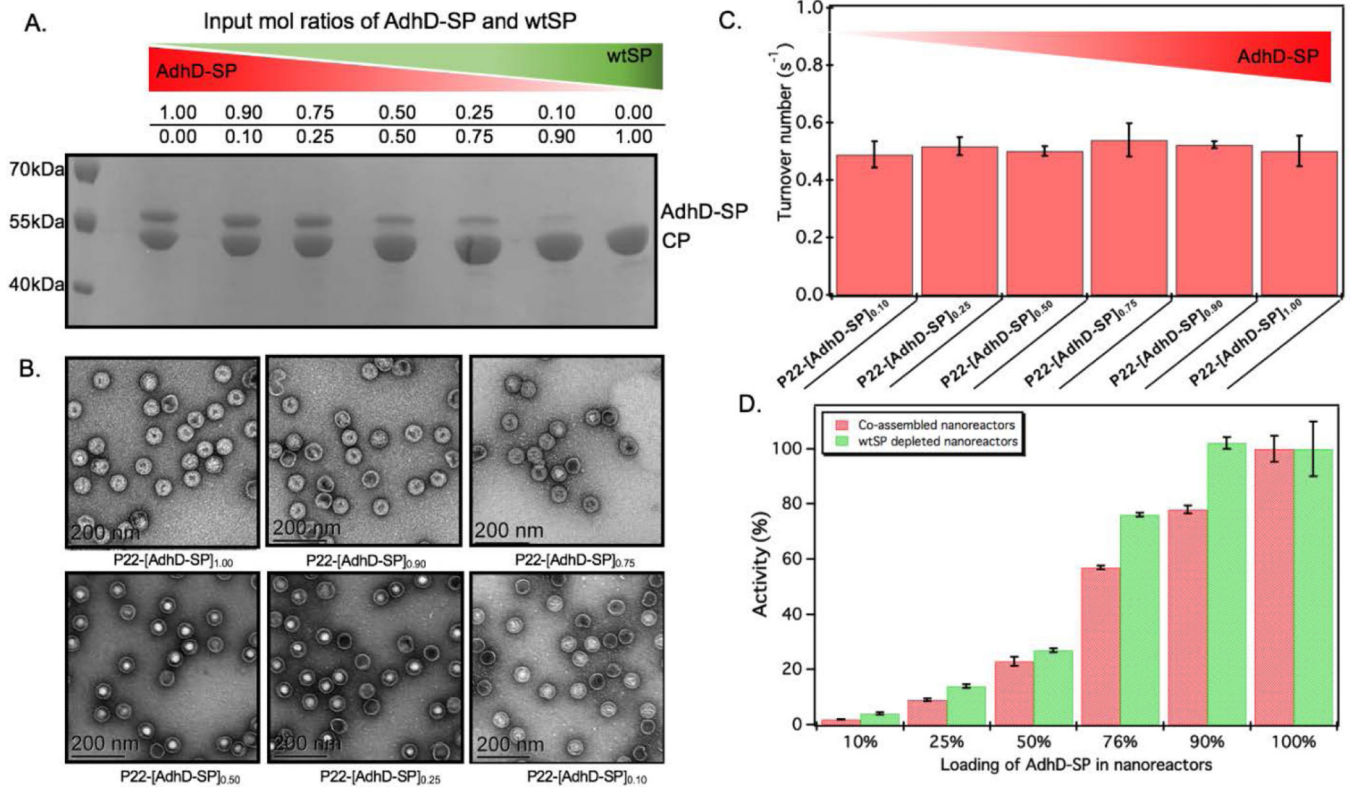 A.
Input mol ratios of AdhD-SP and wtSP
AdhD-SP
wtSP
1.00 0.90 0.75 0.50 0.25 0.10 0.00
0.00 0.10 0.25 0.50 0.75 0.90 1.00
70kDa
55kDa
40kDa
AdhD-SP
CP
B.
200 nm
200 nm
200 nm
P22-[AdhD-SP]1.00
P22-[AdhD-SP]0.90
P22-[AdhD-SP]0.75
200 nm
200 nm
200 nm
P22-[AdhD-SP]0.50
P22-[AdhD-SP]0.25
P22-[AdhD-SP]0.10
C.
Turnover number (s-1)
1.0
0.8
0.6
0.4
0.2
0.0
AdhD-SP
P22-[AdhD-SP]0.10
P22-[AdhD-SP]0.25
P22-[AdhD-SP]0.50
P22-[AdhD-SP]0.75
P22-[AdhD-SP]0.90
P22-[AdhD-SP]1.00
D.
Co-assembled nanoreactors
wtSP depleted nanoreactors
Activity (%)
100
80
60
40
20
0
10% 25% 50% 76% 90% 100%
Loading of AdhD-SP in nanoreactors